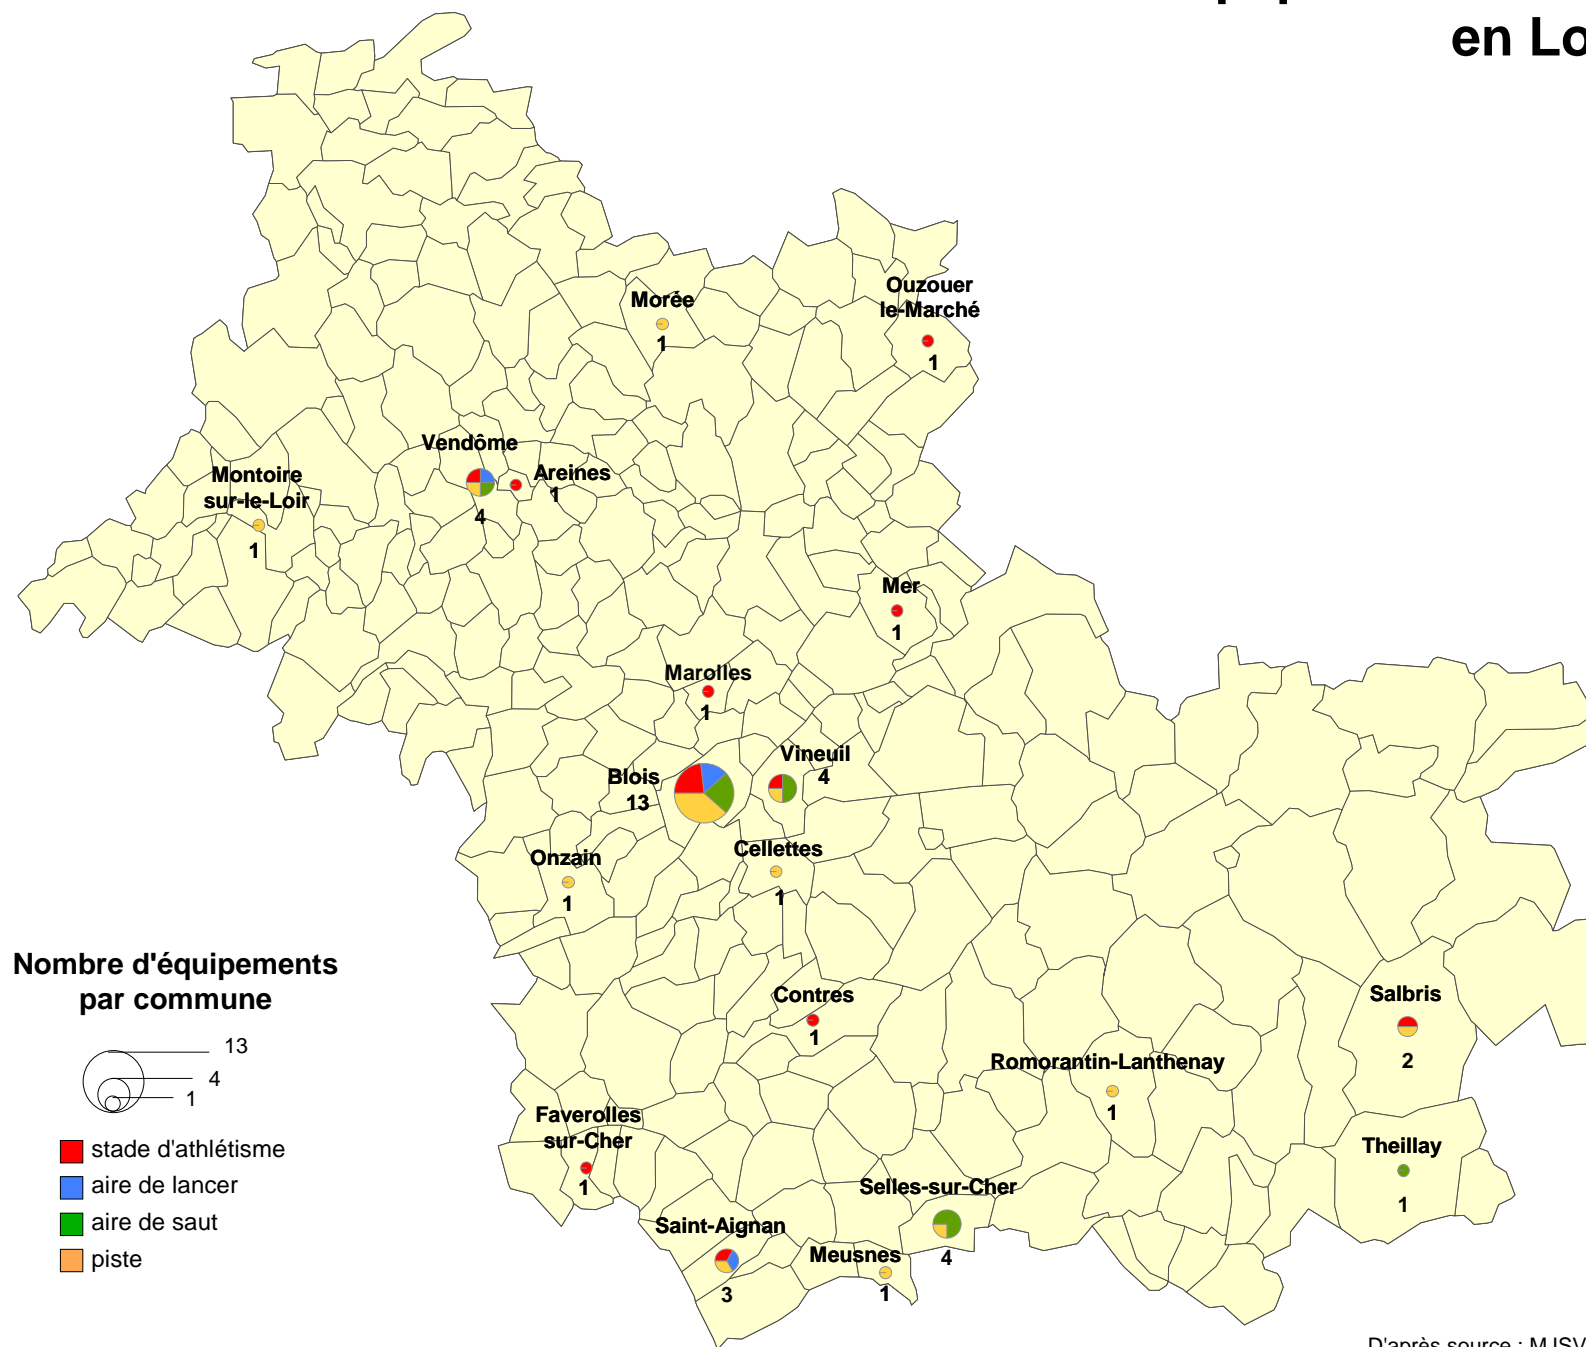 en Lo
Ouzouer
le-Marché
1
Morée
1
Vendôme
4
Areines
1
Montoire
sur-le-Loir
1
Mer
1
Marolles
1
Vineuil
4
Blois
13
Cellettes
1
Onzain
1
Nombre d'équipements
par commune
13
4
1
stade d'athlétisme
aire de lancer
aire de saut
piste
Contres
1
Salbris
2
Romorantin-Lanthenay
1
Faverolles
sur-Cher
1
Theillay
1
Selles-sur-Cher
4
Saint-Aignan
3
Meusnes
1
D'après source : MJSV